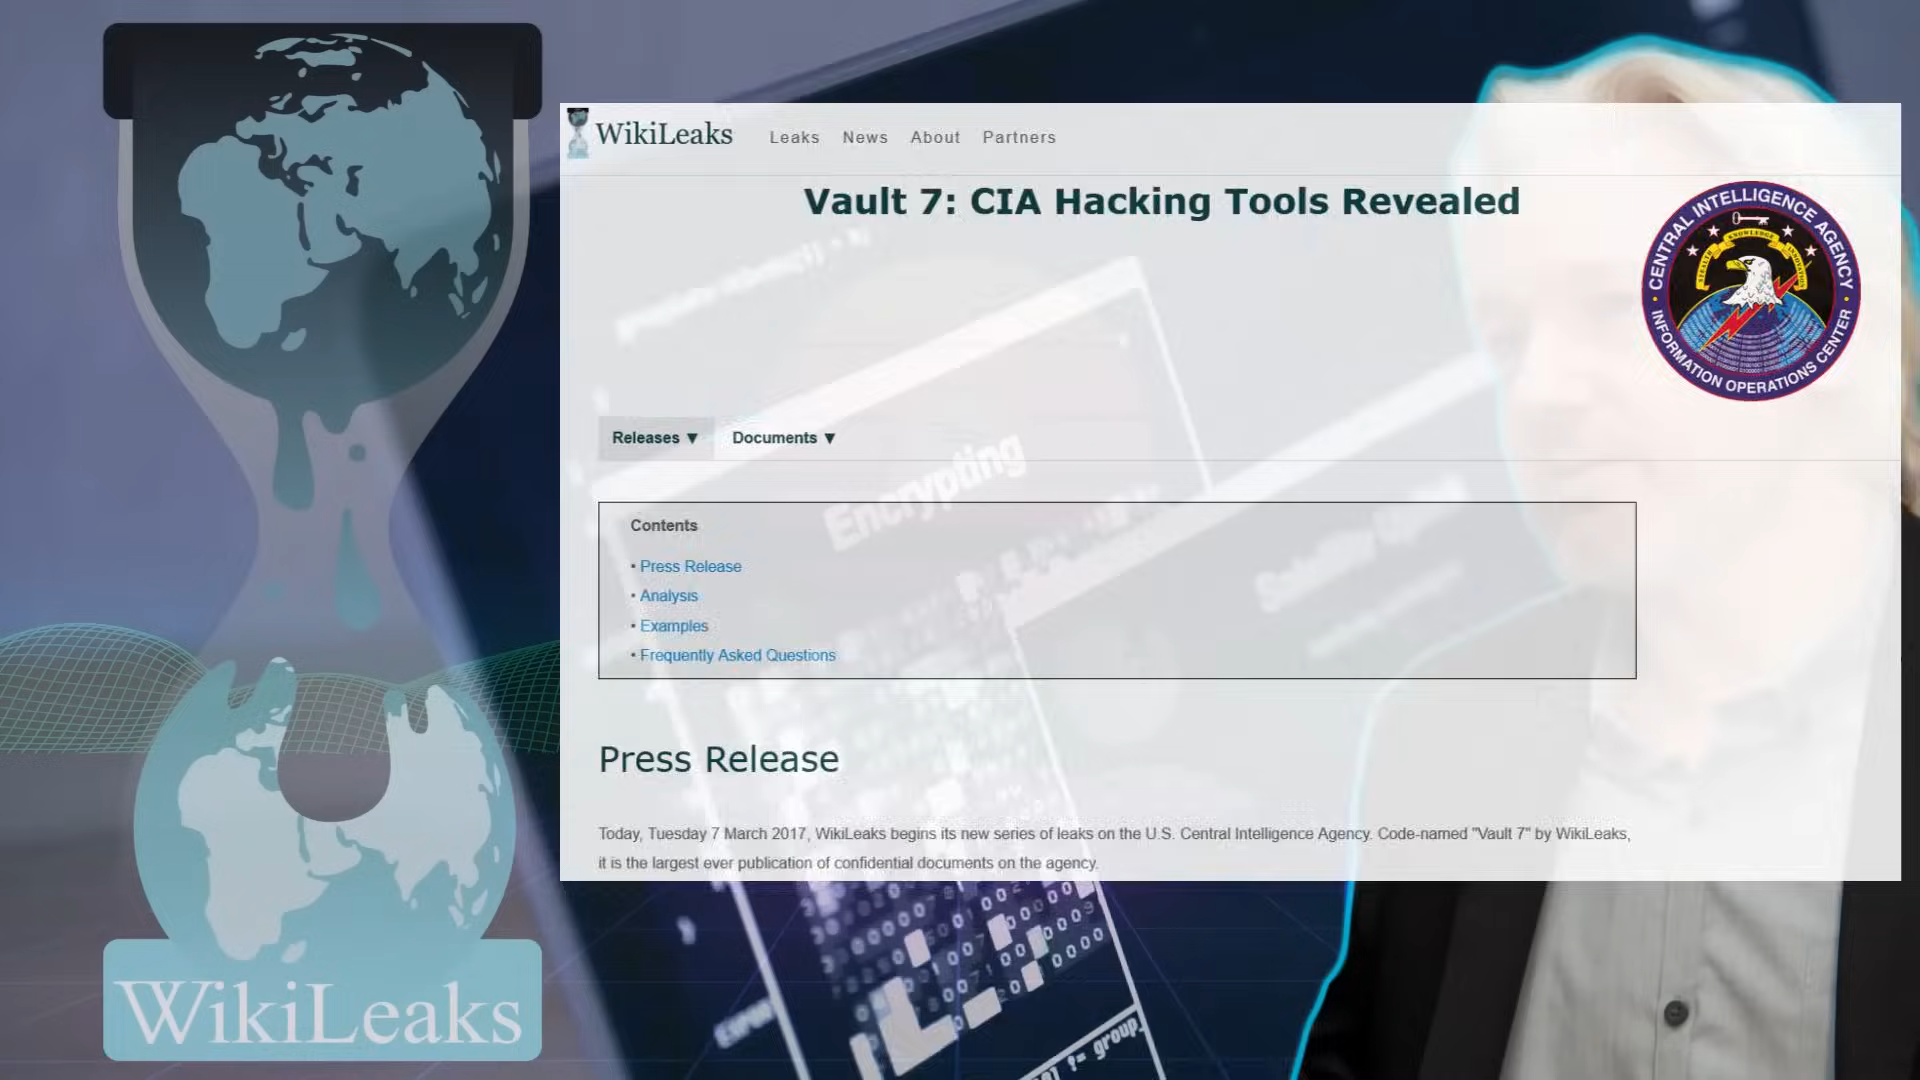 WikiLeaks
Leaks News About Partners
Vault 7: CIA Hacking Tools Revealed
CENTRAL INTELLIGENCE AGENCY
KNOWLEDGE
INFORMATION OPERATIONS CENTER
Releases ▼ Documents ▼
Encrypting
Contents
• Press Release
• Analysis
• Examples
• Frequently Asked Questions
Press Release
Today, Tuesday 7 March 2017, WikiLeaks begins its new series of leaks on the U.S. Central Intelligence Agency. Code-named "Vault 7" by WikiLeaks,
it is the largest ever publication of confidential documents on the agency.
!= group
WikiLeaks